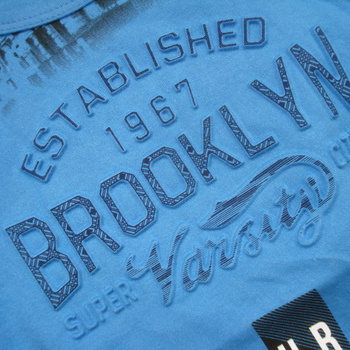 ESTABLISHED
1967
BROOKLYN
SUPER Varsity